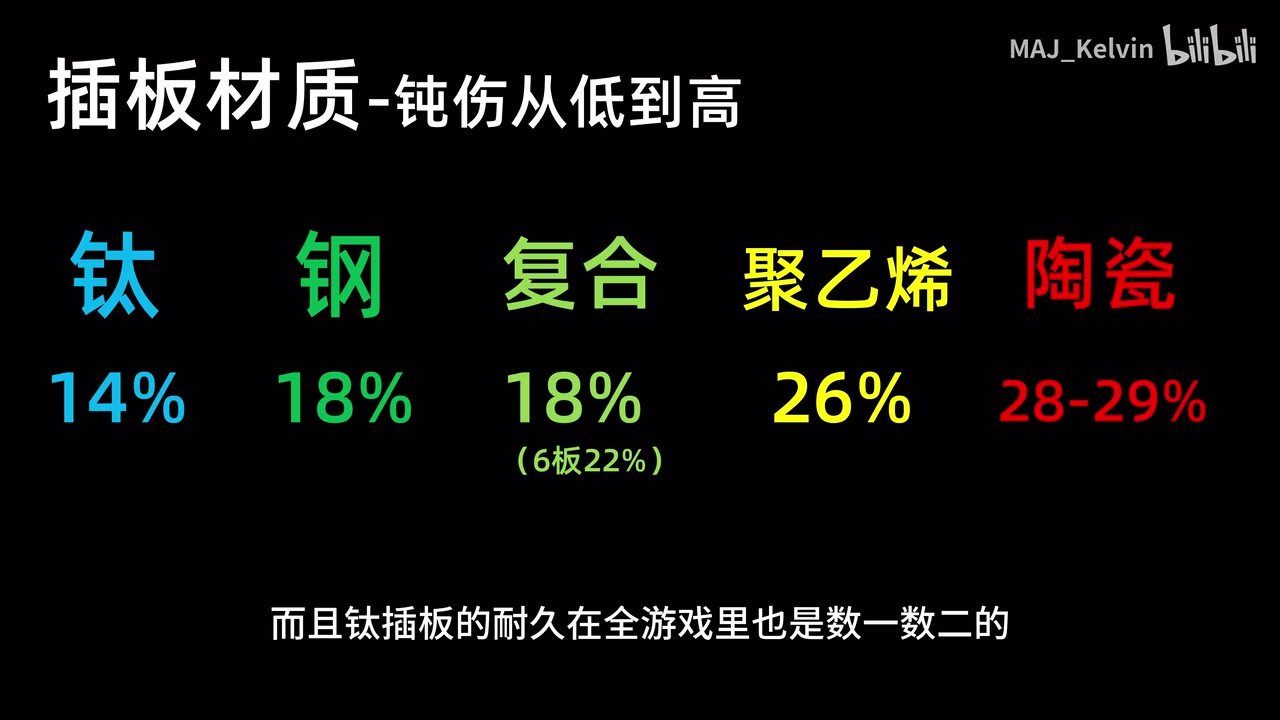 MAJ_Kelvin bilibili
插板材质-钝伤从低到高
钛 钢 复合 聚乙烯 陶瓷
14% 18% 18% 26% 28-29%
（6板22%）
而且钛插板的耐久在全游戏里也是数一数二的